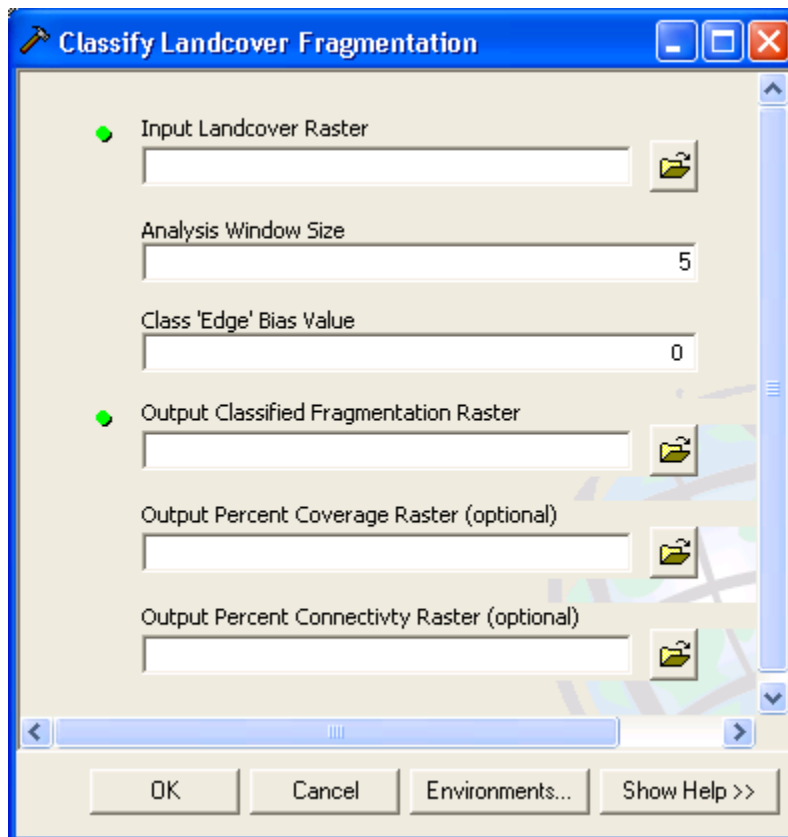 Classify Landcover Fragmentation
Input Landcover Raster
Analysis Window Size
5
Class 'Edge' Bias Value
0
Output Classified Fragmentation Raster
Output Percent Coverage Raster (optional)
Output Percent Connectivty Raster (optional)
OK Cancel Environments... Show Help >>